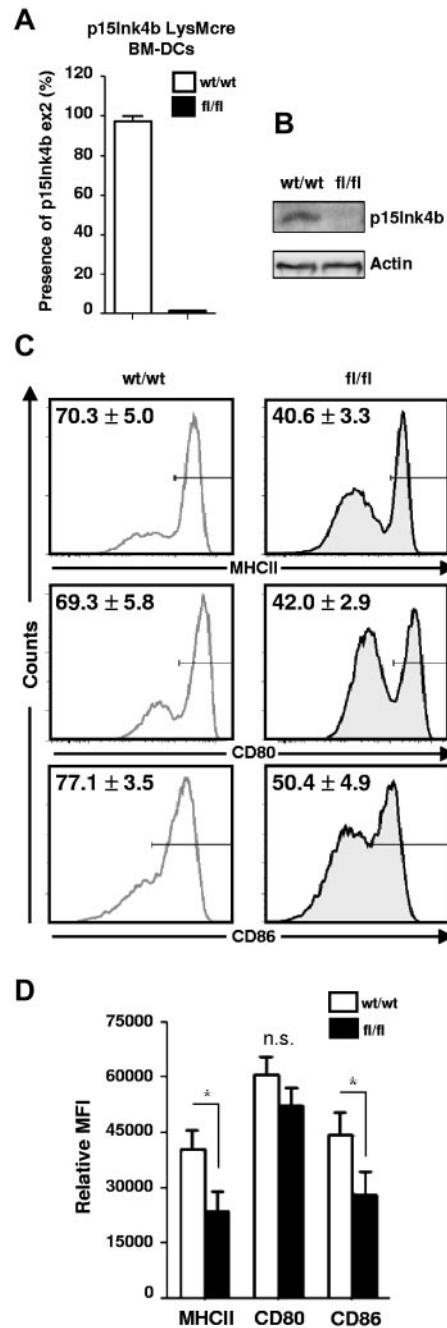 A
p15Ink4b LysMcre
BM-DCs
Presence of p15Ink4b ex2 (%)
120
100
80
60
40
20
0
wt/wt
fl/fl
B
wt/wt fl/fl
p15Ink4b
Actin
C
wt/wt
fl/fl
Counts
70.3 ± 5.0
40.6 ± 3.3
MHCII
69.3 ± 5.8
42.0 ± 2.9
CD80
77.1 ± 3.5
50.4 ± 4.9
CD86
D
wt/wt
fl/fl
Relative MFI
75000
60000
45000
30000
15000
0
*
n.s.
*
MHCII CD80 CD86